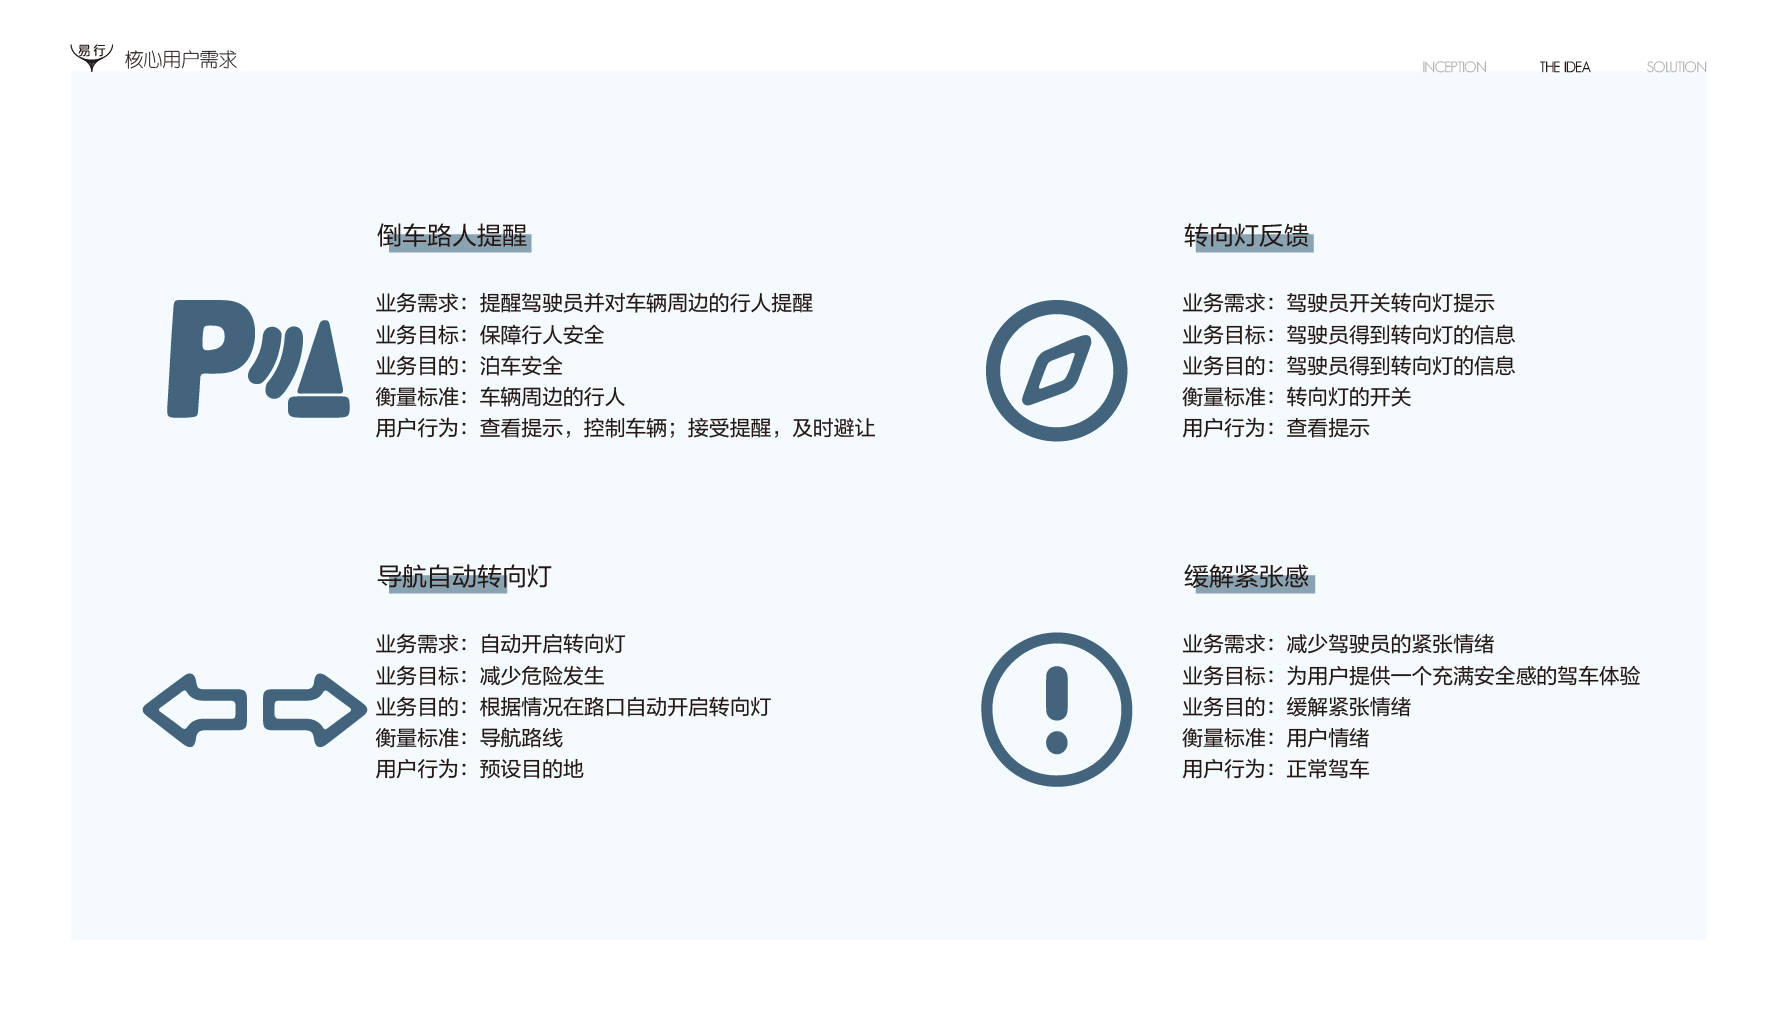 易行
核心用户需求
INCEPTION
THE IDEA
SOLUTION
倒车路人提醒
业务需求：提醒驾驶员并对车辆周边的行人提醒
业务目标：保障行人安全
业务目的：泊车安全
衡量标准：车辆周边的行人
用户行为：查看提示，控制车辆；接受提醒，及时避让
转向灯反馈
业务需求：驾驶员开关转向灯提示
业务目标：驾驶员得到转向灯的信息
业务目的：驾驶员得到转向灯的信息
衡量标准：转向灯的开关
用户行为：查看提示
导航自动转向灯
业务需求：自动开启转向灯
业务目标：减少危险发生
业务目的：根据情况在路口自动开启转向灯
衡量标准：导航路线
用户行为：预设目的地
缓解紧张感
业务需求：减少驾驶员的紧张情绪
业务目标：为用户提供一个充满安全感的驾车体验
业务目的：缓解紧张情绪
衡量标准：用户情绪
用户行为：正常驾车
P